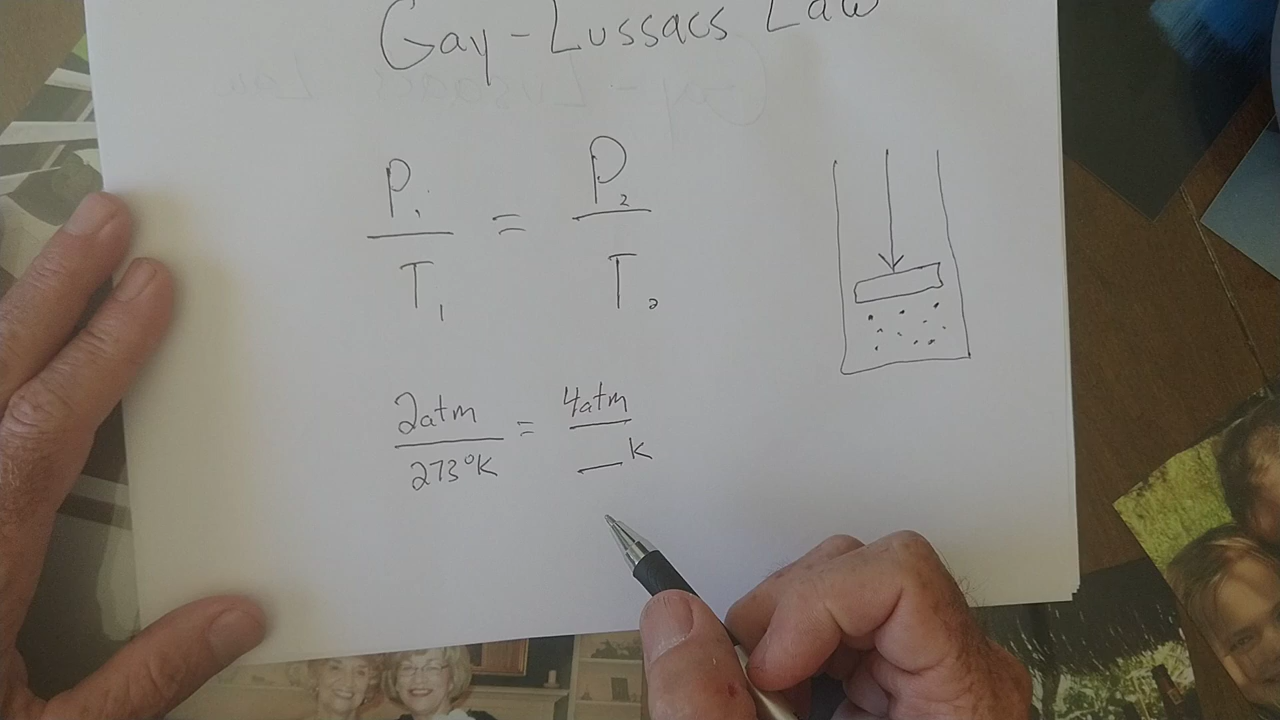 Gay-Lussacs Law
P1 = P2
T1 T2
2atm = 4atm
273°K __K